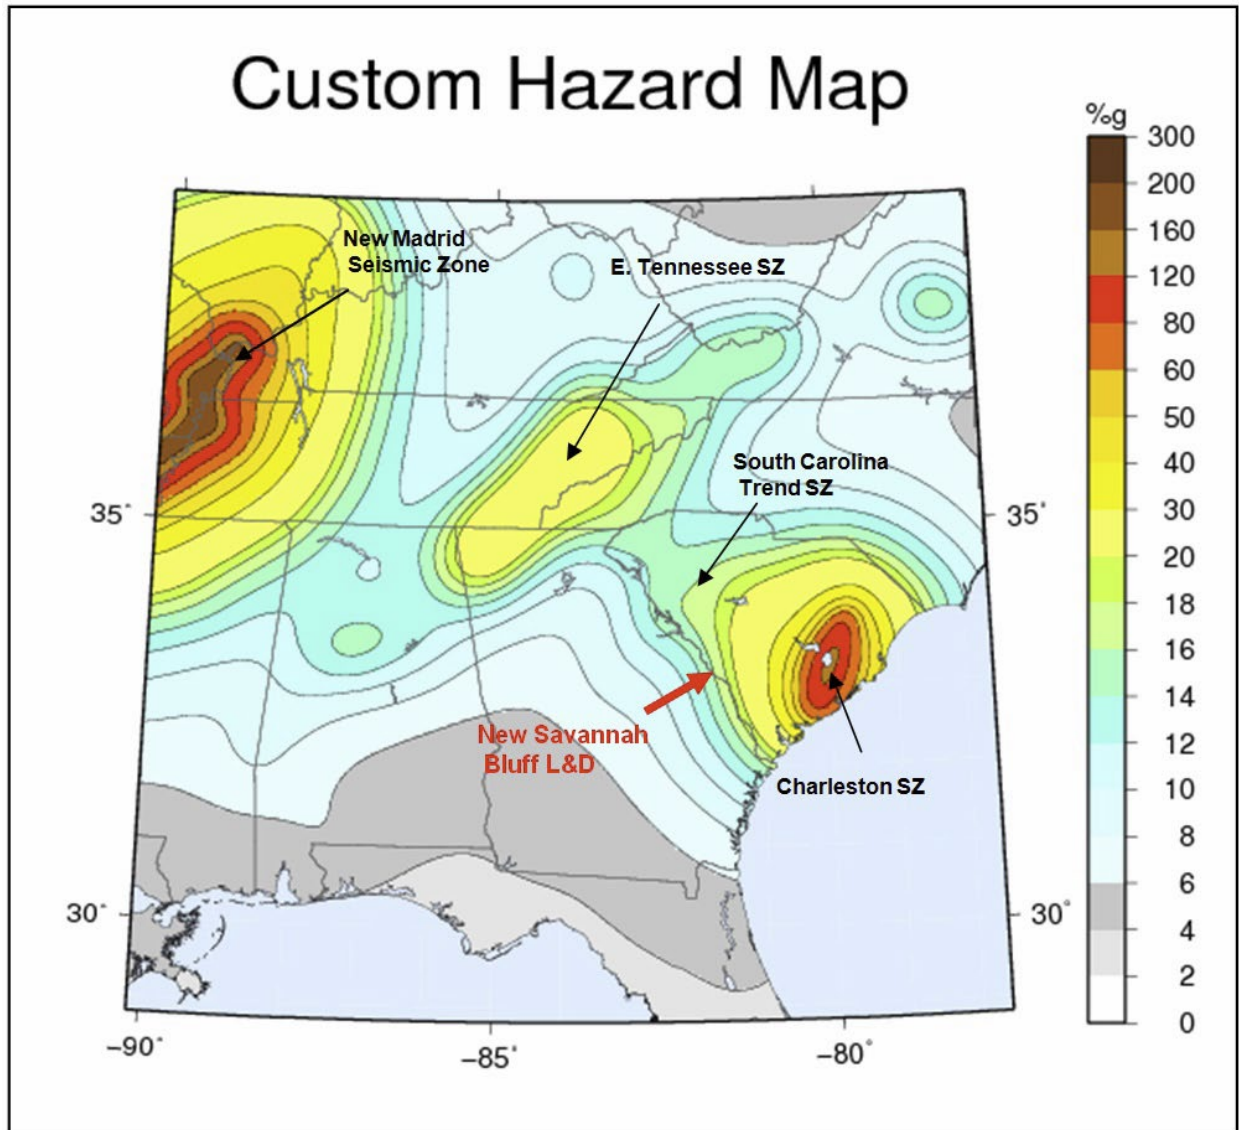 Custom Hazard Map
%g
300
200
160
120
80
60
50
40
30
20
18
16
14
12
10
8
6
4
2
0
New Madrid
Seismic Zone
E. Tennessee SZ
South Carolina
Trend SZ
35°
35°
New Savannah
Bluff L&D
Charleston SZ
30°
30°
−90°
−85°
−80°